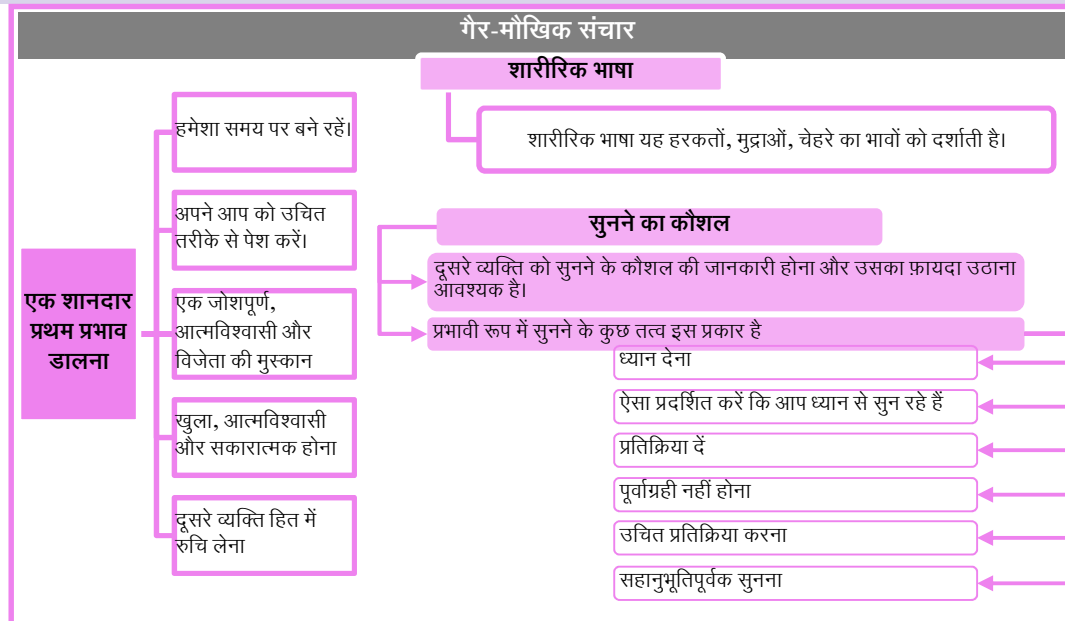 गैर-मौखिक संचार
शारीरिक भाषा
शारीरिक भाषा यह हरकतों, मुद्राओं, चेहरे का भावों को दर्शाती है।
एक शानदार
प्रथम प्रभाव
डालना
हमेशा समय पर बने रहें।
अपने आप को उचित
तरीके से पेश करें।
एक जोशपूर्ण,
आत्मविश्वासी और
विजेता की मुस्कान
खुला, आत्मविश्वासी
और सकारात्मक होना
दूसरे व्यक्ति हित में
रुचि लेना
सुनने का कौशल
दूसरे व्यक्ति को सुनने के कौशल की जानकारी होना और उसका फ़ायदा उठाना
आवश्यक है।
प्रभावी रूप में सुनने के कुछ तत्व इस प्रकार है
ध्यान देना
ऐसा प्रदर्शित करें कि आप ध्यान से सुन रहे हैं
प्रतिक्रिया दें
पूर्वाग्रही नहीं होना
उचित प्रतिक्रिया करना
सहानुभूतिपूर्वक सुनना